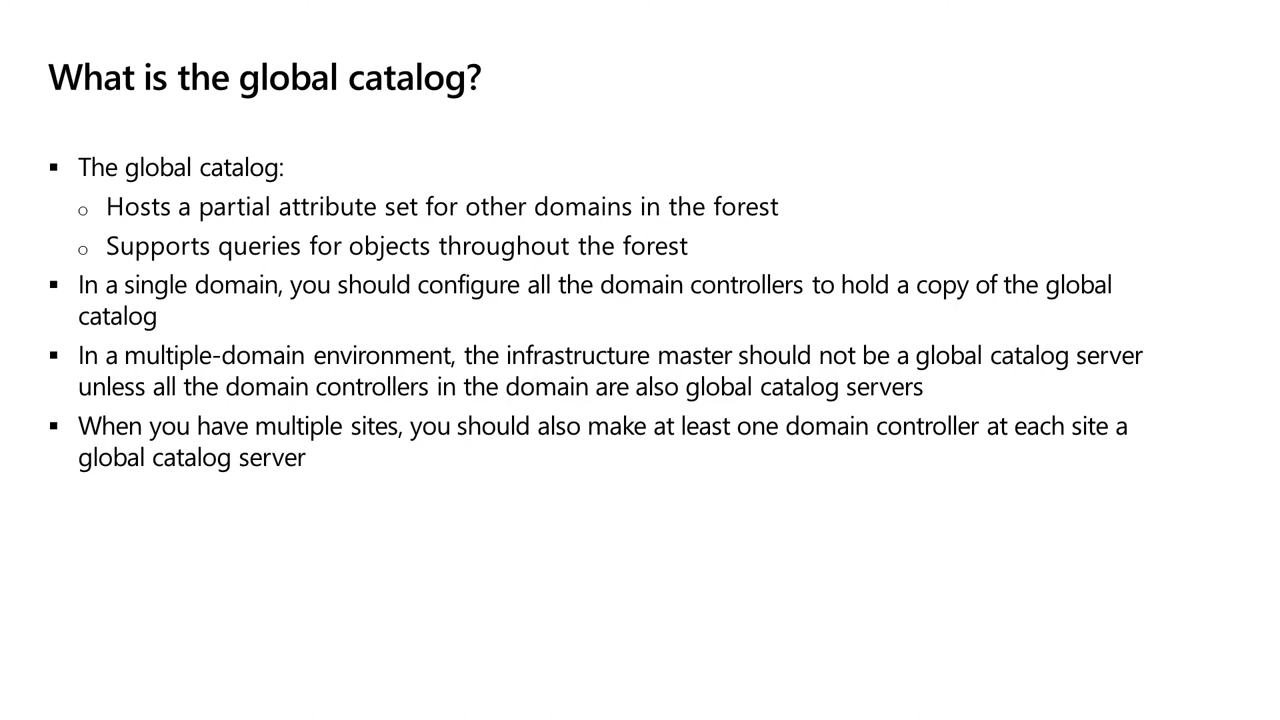 What is the global catalog?
▪ The global catalog:
o Hosts a partial attribute set for other domains in the forest
o Supports queries for objects throughout the forest
▪ In a single domain, you should configure all the domain controllers to hold a copy of the global
catalog
▪ In a multiple-domain environment, the infrastructure master should not be a global catalog server
unless all the domain controllers in the domain are also global catalog servers
▪ When you have multiple sites, you should also make at least one domain controller at each site a
global catalog server